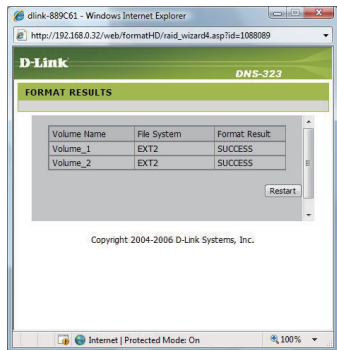 dlink-889C61 - Windows Internet Explorer
http://192.168.0.32/web/formatHD/raid_wizard4.asp?id=1088089
D-Link
DNS-323
FORMAT RESULTS
Volume Name File System Format Result
Volume_1 EXT2 SUCCESS
Volume_2 EXT2 SUCCESS
Restart
Copyright 2004-2006 D-Link Systems, Inc.
Internet | Protected Mode: On 100%